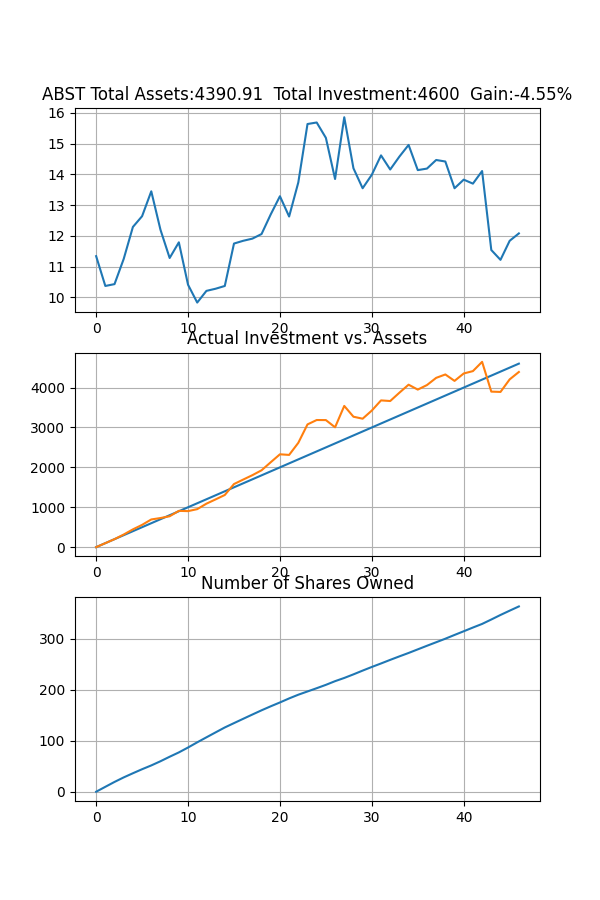 ABST Total Assets:4390.91  Total Investment:4600  Gain:-4.55%
16
15
14
13
12
11
10
0 10 20 30 40
Actual Investment vs. Assets
4000
3000
2000
1000
0
0 10 20 30 40
Number of Shares Owned
300
200
100
0
0 10 20 30 40